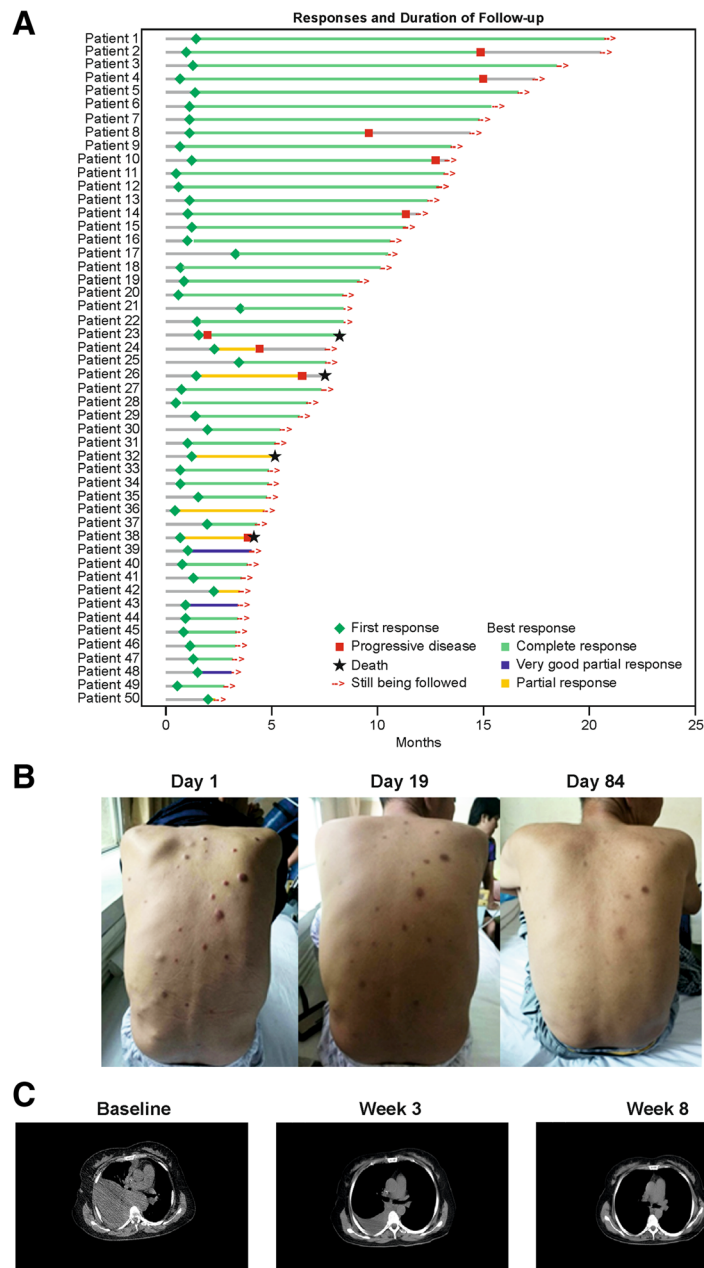 A
Responses and Duration of Follow-up
Patient 1
Patient 2
Patient 3
Patient 4
Patient 5
Patient 6
Patient 7
Patient 8
Patient 9
Patient 10
Patient 11
Patient 12
Patient 13
Patient 14
Patient 15
Patient 16
Patient 17
Patient 18
Patient 19
Patient 20
Patient 21
Patient 22
Patient 23
Patient 24
Patient 25
Patient 26
Patient 27
Patient 28
Patient 29
Patient 30
Patient 31
Patient 32
Patient 33
Patient 34
Patient 35
Patient 36
Patient 37
Patient 38
Patient 39
Patient 40
Patient 41
Patient 42
Patient 43
Patient 44
Patient 45
Patient 46
Patient 47
Patient 48
Patient 49
Patient 50
First response
Progressive disease
Death
Still being followed
Best response
Complete response
Very good partial response
Partial response
0 5 10 15 20 25
Months
B
Day 1 Day 19 Day 84
C
Baseline Week 3 Week 8